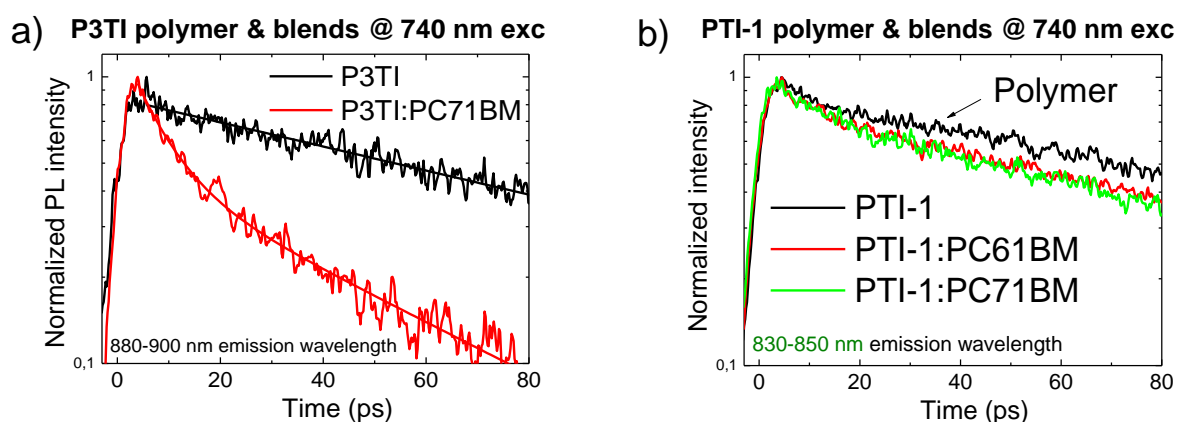 a) P3TI polymer & blends @ 740 nm exc
P3TI
P3TI:PC71BM
Normalized PL intensity
1
0,1
880-900 nm emission wavelength
0 20 40 60 80
Time (ps)
b) PTI-1 polymer & blends @ 740 nm exc
Polymer
PTI-1
PTI-1:PC61BM
PTI-1:PC71BM
Normalized intensity
1
0,1
830-850 nm emission wavelength
0 20 40 60 80
Time (ps)